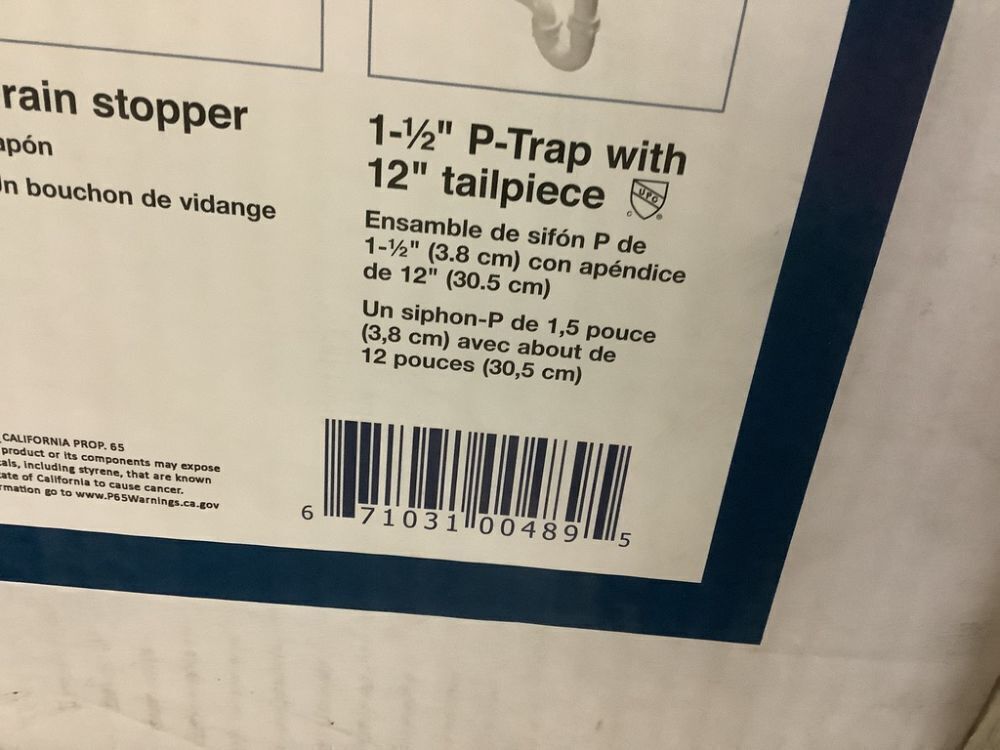 rain stopper
apón
n bouchon de vidange
1-½" P-Trap with
12" tailpiece
UPC
Ensamble de sifón P de
1-½" (3.8 cm) con apéndice
de 12" (30.5 cm)
Un siphon-P de 1,5 pouce
(3,8 cm) avec about de
12 pouces (30,5 cm)
CALIFORNIA PROP. 65
product or its components may expose
cals, including styrene, that are known
ate of California to cause cancer.
rmation go to www.P65Warnings.ca.gov
6 71031 00489 5